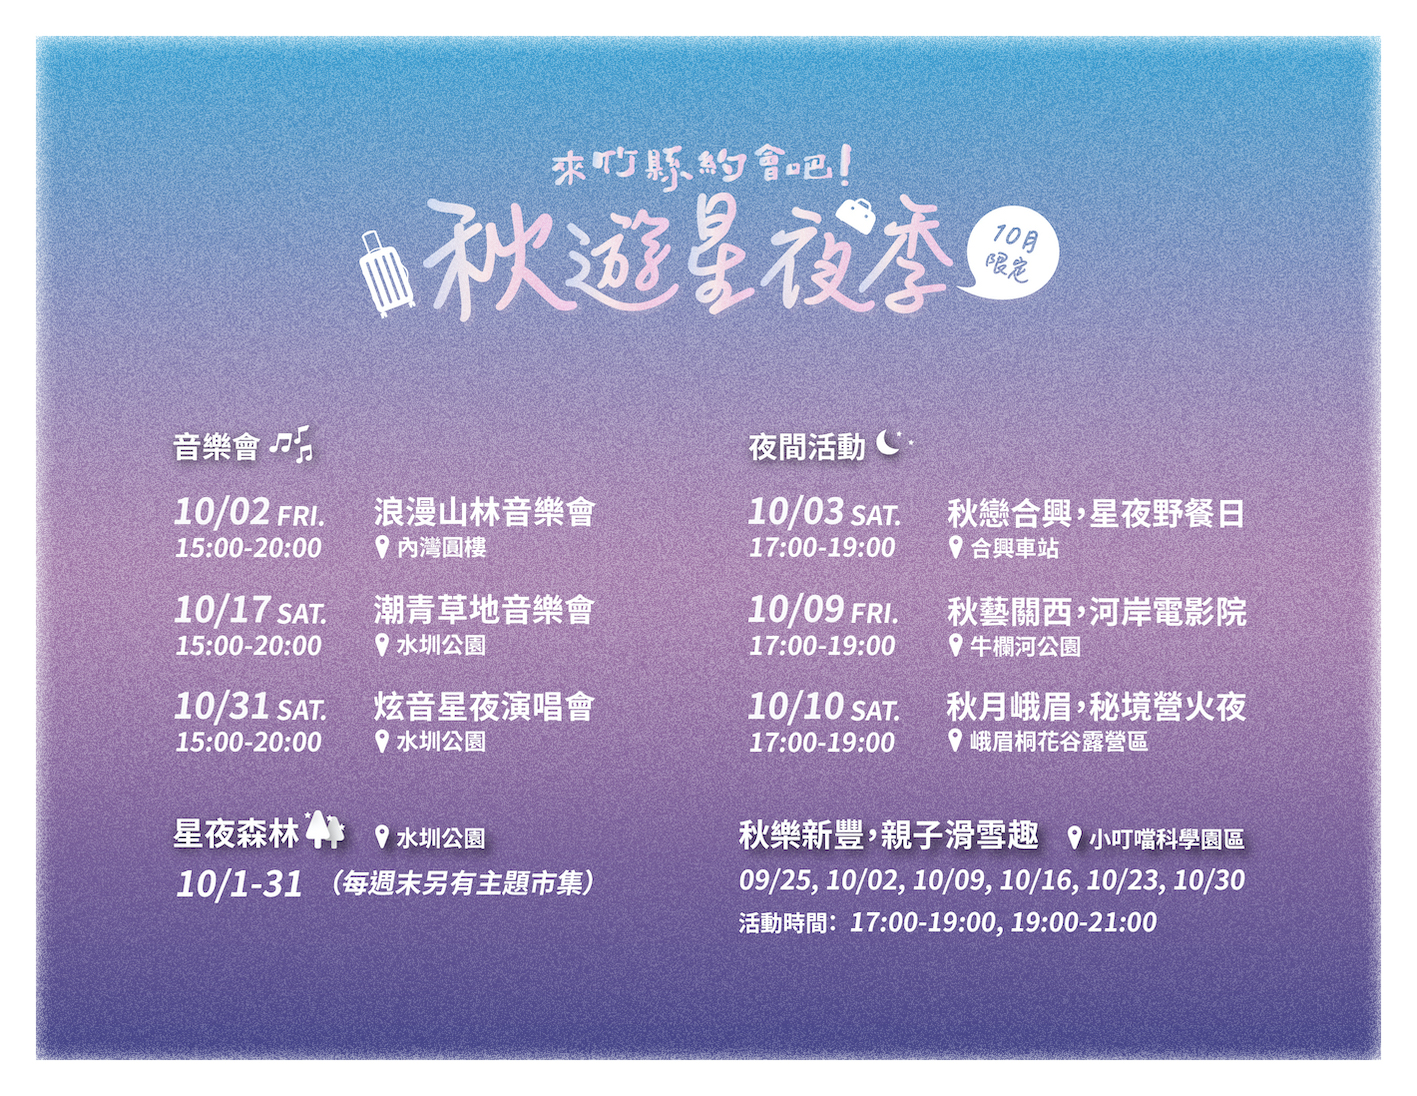 來竹縣約會吧!
秋遊星夜季
10月
限定
音樂會
10/02 FRI. 浪漫山林音樂會
15:00-20:00 內灣圓樓
10/17 SAT. 潮青草地音樂會
15:00-20:00 水圳公園
10/31 SAT. 炫音星夜演唱會
15:00-20:00 水圳公園
星夜森林 水圳公園
10/1-31 (每週末另有主題市集)
夜間活動
10/03 SAT. 秋戀合興,星夜野餐日
17:00-19:00 合興車站
10/09 FRI. 秋藝關西,河岸電影院
17:00-19:00 牛欄河公園
10/10 SAT. 秋月峨眉,秘境營火夜
17:00-19:00 峨眉桐花谷露營區
秋樂新豐,親子滑雪趣 小叮噹科學園區
09/25, 10/02, 10/09, 10/16, 10/23, 10/30
活動時間: 17:00-19:00, 19:00-21:00